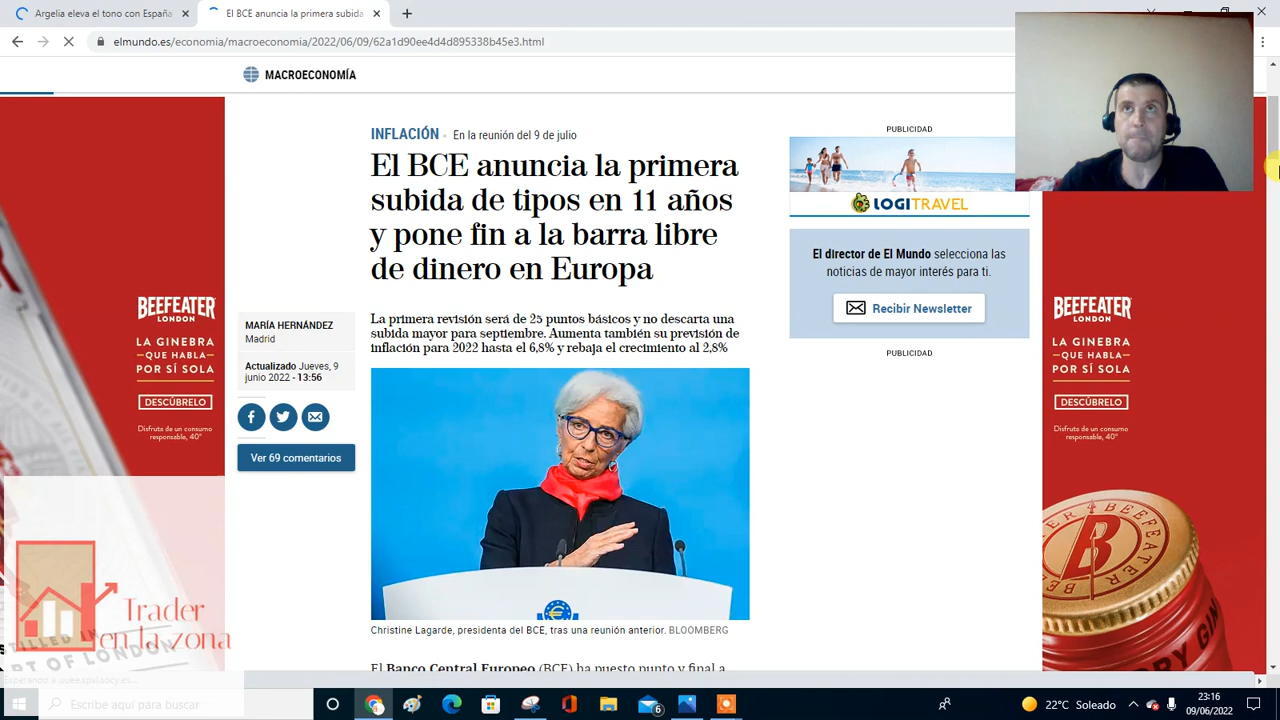 Argelia eleva el tono con España
El BCE anuncia la primera subida
elmundo.es/economia/macroeconomia/2022/06/09/62a1d90ee4d4d895338b45e3.html
MACROECONOMÍA
INFLACIÓN
En la reunión del 9 de julio
El BCE anuncia la primera
subida de tipos en 11 años
y pone fin a la barra libre
de dinero en Europa
La nueva revisión será de 25 puntos básicos y no descarta una
subida mayor para septiembre. Aumenta también su previsión de
inflación para 2022 hasta el 6,8% y rebaja el crecimiento al 2,8%
MARÍA HERNÁNDEZ
Madrid
Actualizado Jueves, 9
junio 2022 - 13:56
Ver 69 comentarios
Christine Lagarde, presidenta del BCE, tras una reunión anterior. BLOOMBERG
El Banco Central Europeo (BCE) ha puesto punto y final a
PUBLICIDAD
LOGITRAVEL
El director de El Mundo selecciona las
noticias de mayor interés para ti.
Recibir Newsletter
PUBLICIDAD
BEEFEATER
LONDON
LA GINEBRA
QUE HABLA
POR SÍ SOLA
DESCÚBRELO
Disfruta de un consumo
responsable, 40º
BEEFEATER
LONDON
LA GINEBRA
QUE HABLA
POR SÍ SOLA
DESCÚBRELO
Disfruta de un consumo
responsable, 40º
Trader
en la zona
Escribe aquí para buscar
6
22°C Soleado
23:16
09/06/2022